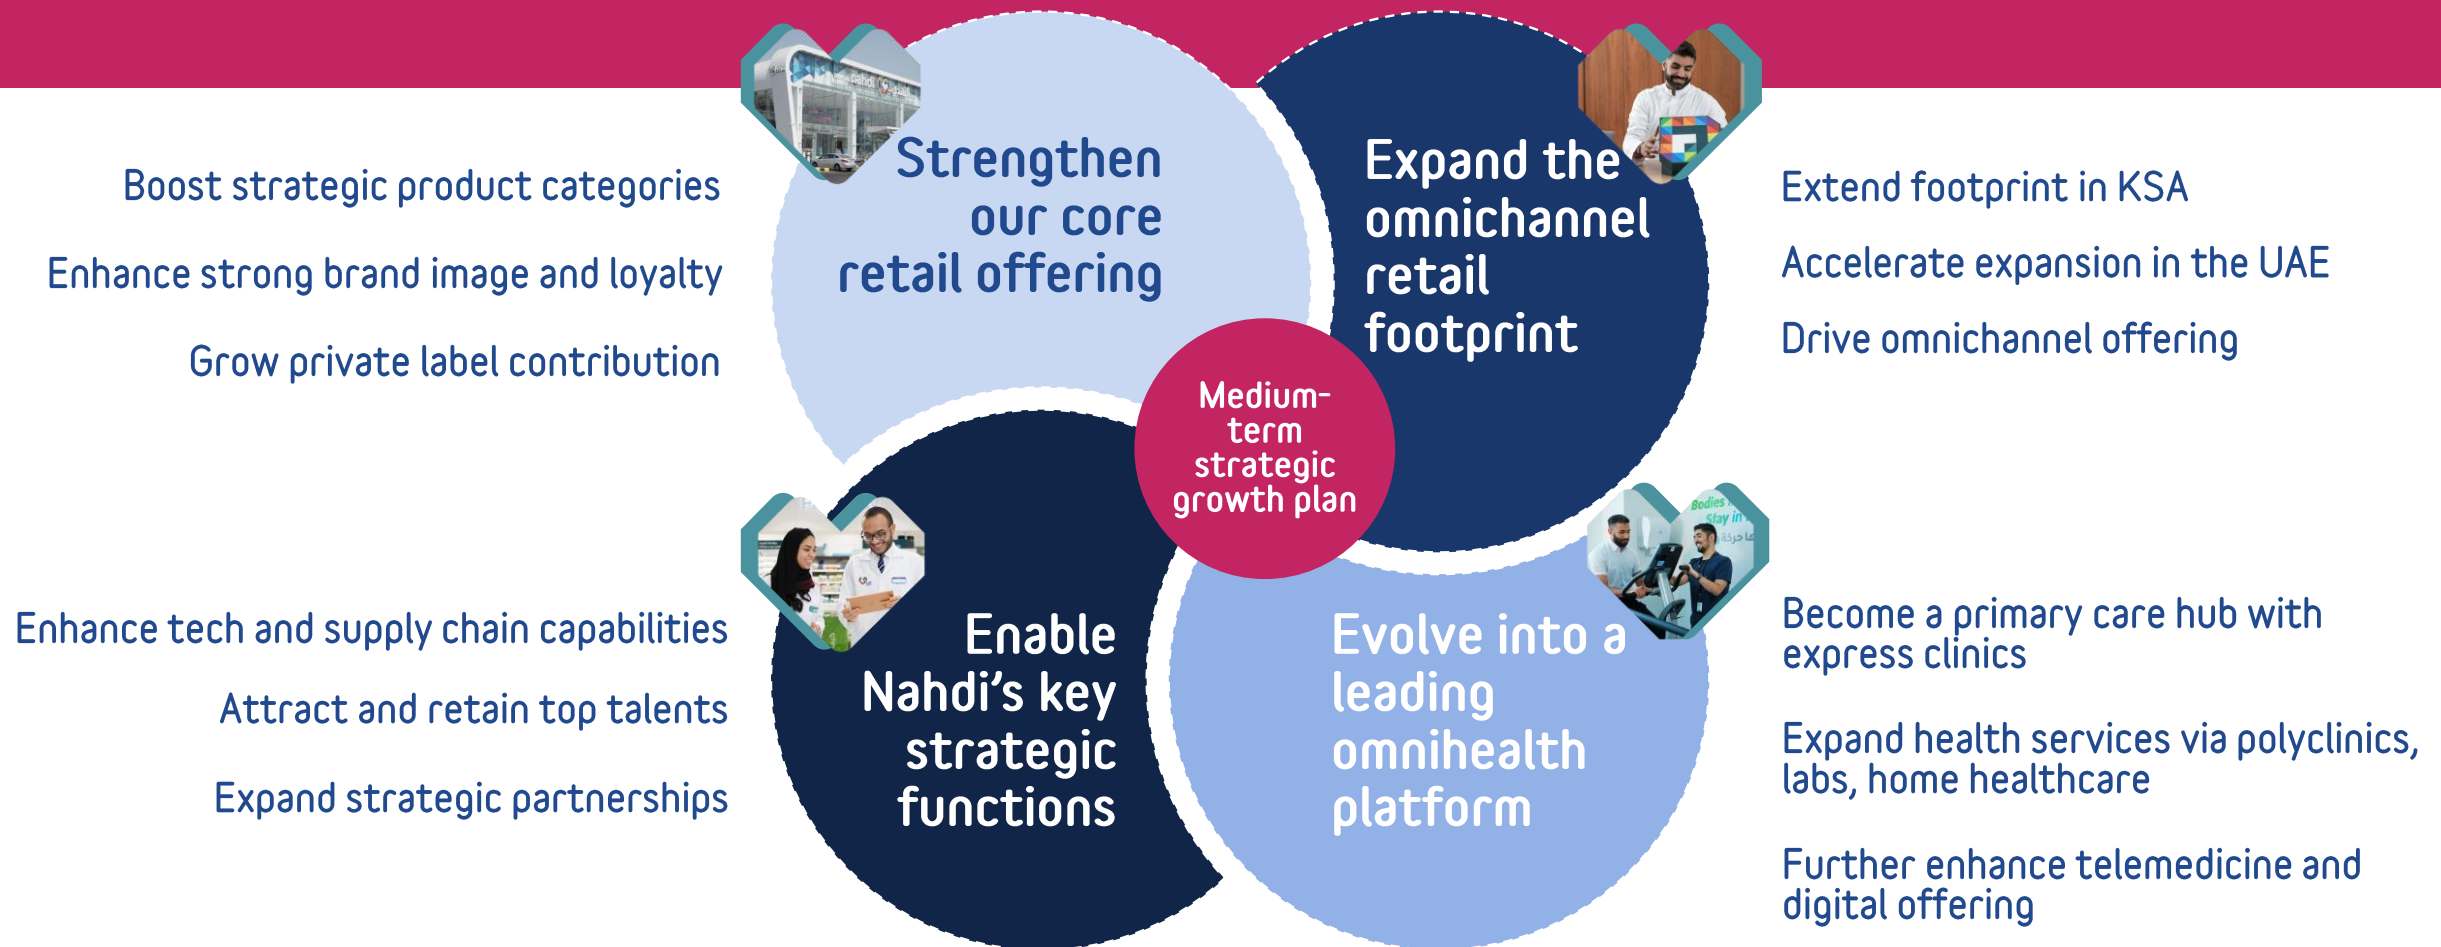 Strengthen
our core
retail offering
Boost strategic product categories
Enhance strong brand image and loyalty
Grow private label contribution
Expand the
omnichannel
retail
footprint
Extend footprint in KSA
Accelerate expansion in the UAE
Drive omnichannel offering
Medium-
term
strategic
growth plan
Enable
Nahdi’s key
strategic
functions
Enhance tech and supply chain capabilities
Attract and retain top talents
Expand strategic partnerships
Evolve into a
leading
omnihealth
platform
Bodies
Stay in
Become a primary care hub with
express clinics
Expand health services via polyclinics,
labs, home healthcare
Further enhance telemedicine and
digital offering